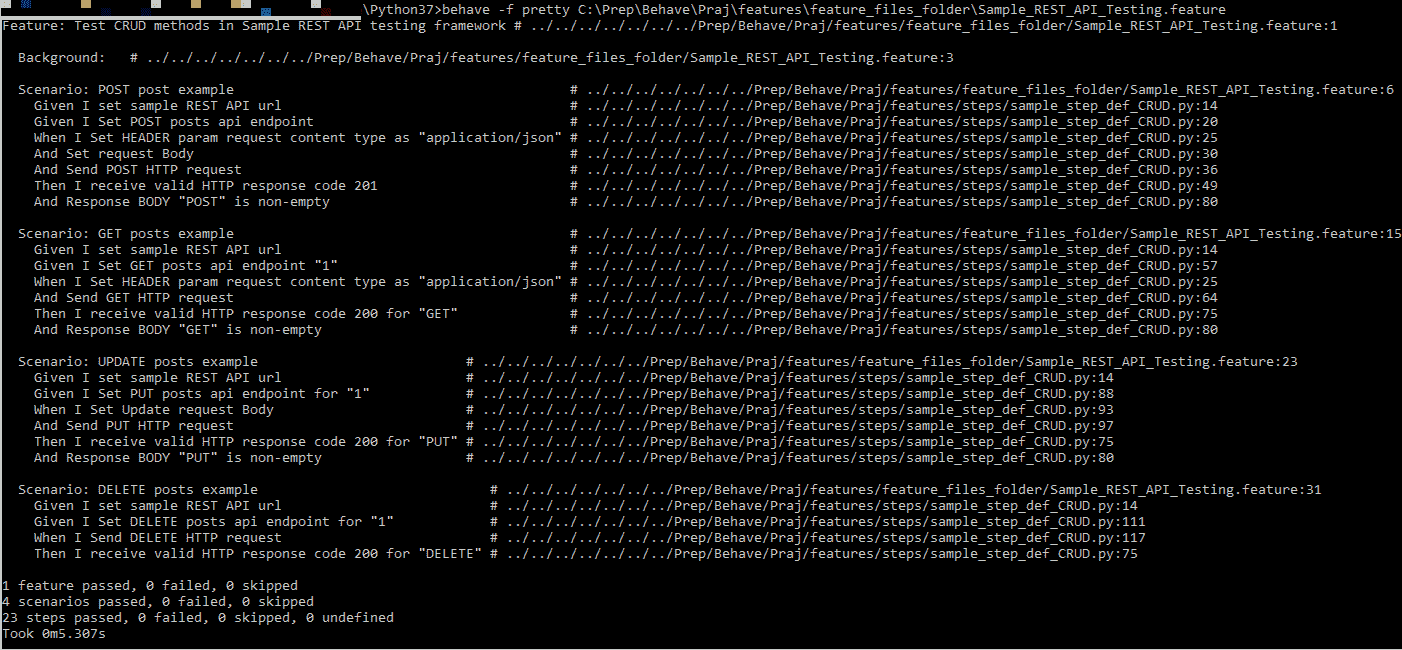 \Python37>behave -f pretty C:\Prep\Behave\Praj\features\feature_files_folder\Sample_REST_API_Testing.feature
Feature: Test CRUD methods in Sample REST API testing framework # ../../../../../../../Prep/Behave/Praj/features/feature_files_folder/Sample_REST_API_Testing.feature:1
Background:   # ../../../../../../../Prep/Behave/Praj/features/feature_files_folder/Sample_REST_API_Testing.feature:3
Scenario: POST post example # ../../../../../../../Prep/Behave/Praj/features/feature_files_folder/Sample_REST_API_Testing.feature:6
Given I set sample REST API url # ../../../../../../../Prep/Behave/Praj/features/steps/sample_step_def_CRUD.py:14
Given I Set POST posts api endpoint # ../../../../../../../Prep/Behave/Praj/features/steps/sample_step_def_CRUD.py:20
When I Set HEADER param request content type as "application/json" # ../../../../../../../Prep/Behave/Praj/features/steps/sample_step_def_CRUD.py:25
And Set request Body # ../../../../../../../Prep/Behave/Praj/features/steps/sample_step_def_CRUD.py:30
And Send POST HTTP request # ../../../../../../../Prep/Behave/Praj/features/steps/sample_step_def_CRUD.py:36
Then I receive valid HTTP response code 201 # ../../../../../../../Prep/Behave/Praj/features/steps/sample_step_def_CRUD.py:49
And Response BODY "POST" is non-empty # ../../../../../../../Prep/Behave/Praj/features/steps/sample_step_def_CRUD.py:80
Scenario: GET posts example # ../../../../../../../Prep/Behave/Praj/features/feature_files_folder/Sample_REST_API_Testing.feature:15
Given I set sample REST API url # ../../../../../../../Prep/Behave/Praj/features/steps/sample_step_def_CRUD.py:14
Given I Set GET posts api endpoint "1" # ../../../../../../../Prep/Behave/Praj/features/steps/sample_step_def_CRUD.py:57
When I Set HEADER param request content type as "application/json" # ../../../../../../../Prep/Behave/Praj/features/steps/sample_step_def_CRUD.py:25
And Send GET HTTP request # ../../../../../../../Prep/Behave/Praj/features/steps/sample_step_def_CRUD.py:64
Then I receive valid HTTP response code 200 for "GET" # ../../../../../../../Prep/Behave/Praj/features/steps/sample_step_def_CRUD.py:75
And Response BODY "GET" is non-empty # ../../../../../../../Prep/Behave/Praj/features/steps/sample_step_def_CRUD.py:80
Scenario: UPDATE posts example # ../../../../../../../Prep/Behave/Praj/features/feature_files_folder/Sample_REST_API_Testing.feature:23
Given I set sample REST API url # ../../../../../../../Prep/Behave/Praj/features/steps/sample_step_def_CRUD.py:14
Given I Set PUT posts api endpoint for "1" # ../../../../../../../Prep/Behave/Praj/features/steps/sample_step_def_CRUD.py:88
When I Set Update request Body # ../../../../../../../Prep/Behave/Praj/features/steps/sample_step_def_CRUD.py:93
And Send PUT HTTP request # ../../../../../../../Prep/Behave/Praj/features/steps/sample_step_def_CRUD.py:97
Then I receive valid HTTP response code 200 for "PUT" # ../../../../../../../Prep/Behave/Praj/features/steps/sample_step_def_CRUD.py:75
And Response BODY "PUT" is non-empty # ../../../../../../../Prep/Behave/Praj/features/steps/sample_step_def_CRUD.py:80
Scenario: DELETE posts example # ../../../../../../../Prep/Behave/Praj/features/feature_files_folder/Sample_REST_API_Testing.feature:31
Given I set sample REST API url # ../../../../../../../Prep/Behave/Praj/features/steps/sample_step_def_CRUD.py:14
Given I Set DELETE posts api endpoint for "1" # ../../../../../../../Prep/Behave/Praj/features/steps/sample_step_def_CRUD.py:111
When I Send DELETE HTTP request # ../../../../../../../Prep/Behave/Praj/features/steps/sample_step_def_CRUD.py:117
Then I receive valid HTTP response code 200 for "DELETE" # ../../../../../../../Prep/Behave/Praj/features/steps/sample_step_def_CRUD.py:75
1 feature passed, 0 failed, 0 skipped
4 scenarios passed, 0 failed, 0 skipped
23 steps passed, 0 failed, 0 skipped, 0 undefined
Took 0m5.307s